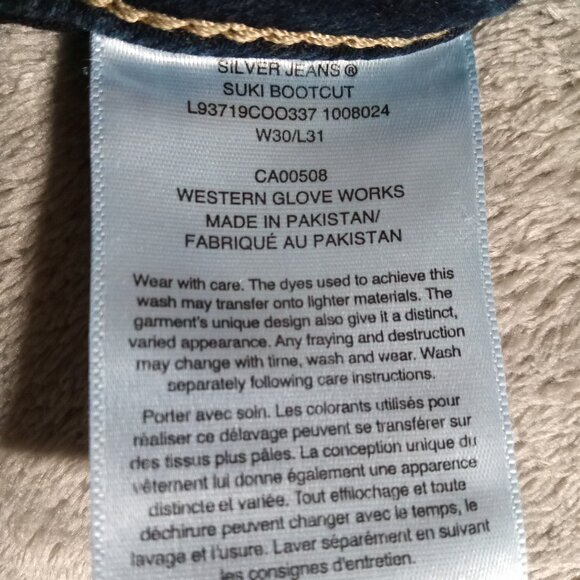 SILVER JEANS®
SUKI BOOTCUT
L93719COO337 1008024
W30/L31
CA00508
WESTERN GLOVE WORKS
MADE IN PAKISTAN/
FABRIQUÉ AU PAKISTAN
Wear with care. The dyes used to achieve this
wash may transfer onto lighter materials. The
garment's unique design also give it a distinct,
varied appearance. Any fraying and destruction
may change with time, wash and wear. Wash
separately following care instructions.
Porter avec soin. Les colorants utilisés pour
réaliser ce délavage peuvent se transférer sur
des tissus plus pâles. La conception unique du
vêtement lui donne également une apparence
distincte et variée. Tout effilochage et toute
déchirure peuvent changer avec le temps, le
lavage et l'usure. Laver séparément en suivant
les consignes d'entretien.